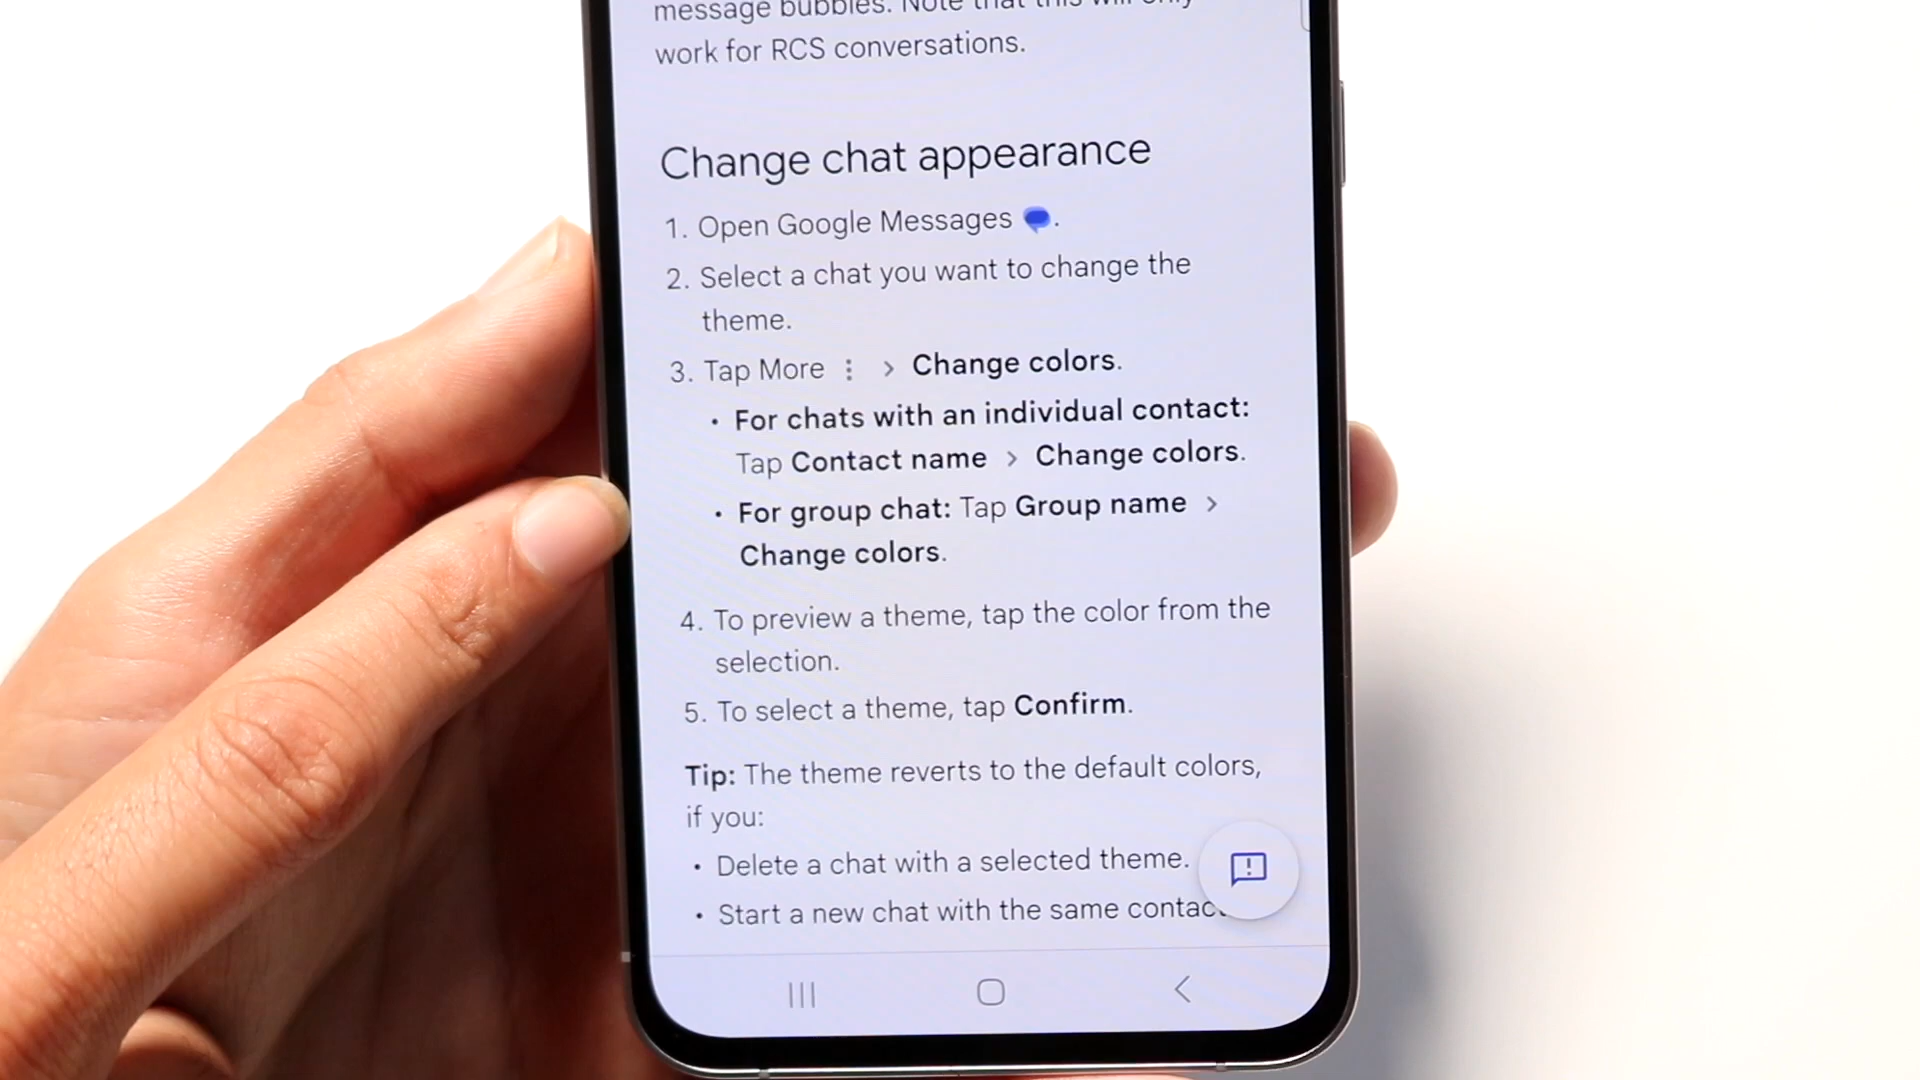 message bubbles. Note that this will only
work for RCS conversations.
Change chat appearance
1. Open Google Messages .
2. Select a chat you want to change the
theme.
3. Tap More ⋮ > Change colors.
• For chats with an individual contact:
Tap Contact name > Change colors.
• For group chat: Tap Group name >
Change colors.
4. To preview a theme, tap the color from the
selection.
5. To select a theme, tap Confirm.
Tip: The theme reverts to the default colors,
if you:
• Delete a chat with a selected theme.
• Start a new chat with the same contact.